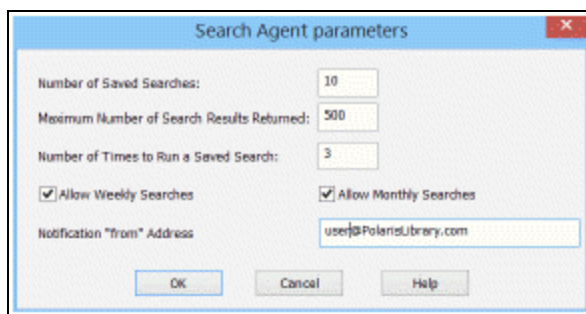 Search Agent parameters
Number of Saved Searches: 10
Maximum Number of Search Results Returned: 500
Number of Times to Run a Saved Search: 3
Allow Weekly Searches Allow Monthly Searches
Notification "from" Address user@PolarisLibrary.com
OK Cancel Help